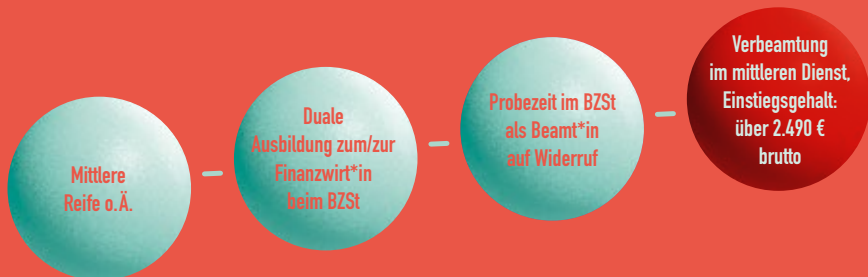 Mittlere
Reife o.Ä.
Duale
Ausbildung zum/zur
Finanzwirt*in
beim BZSt
Probezeit im BZSt
als Beamt*in
auf Widerruf
Verbeamtung
im mittleren Dienst,
Einstiegsgehalt:
über 2.490 €
brutto